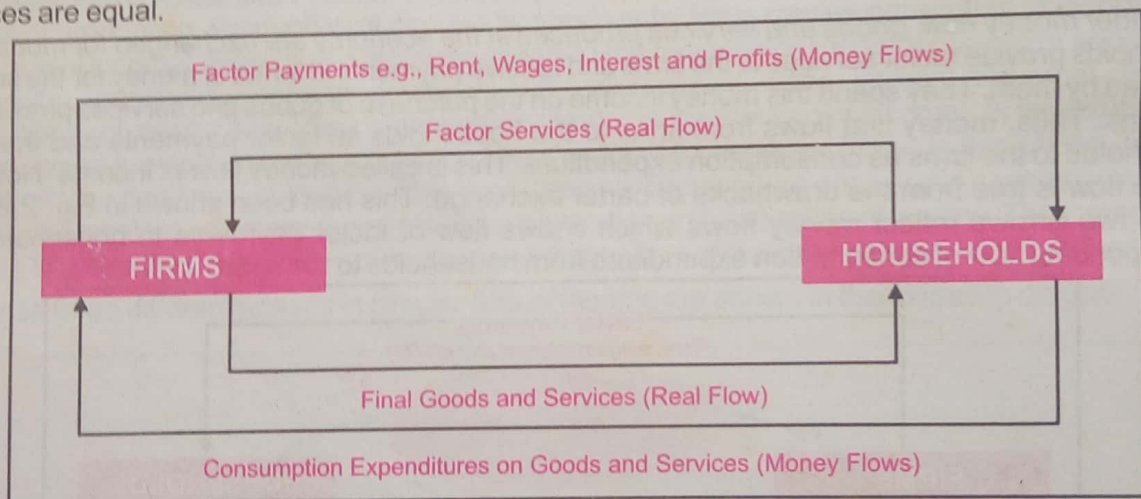 es are equal.
Factor Payments e.g., Rent, Wages, Interest and Profits (Money Flows)
Factor Services (Real Flow)
FIRMS
HOUSEHOLDS
Final Goods and Services (Real Flow)
Consumption Expenditures on Goods and Services (Money Flows)